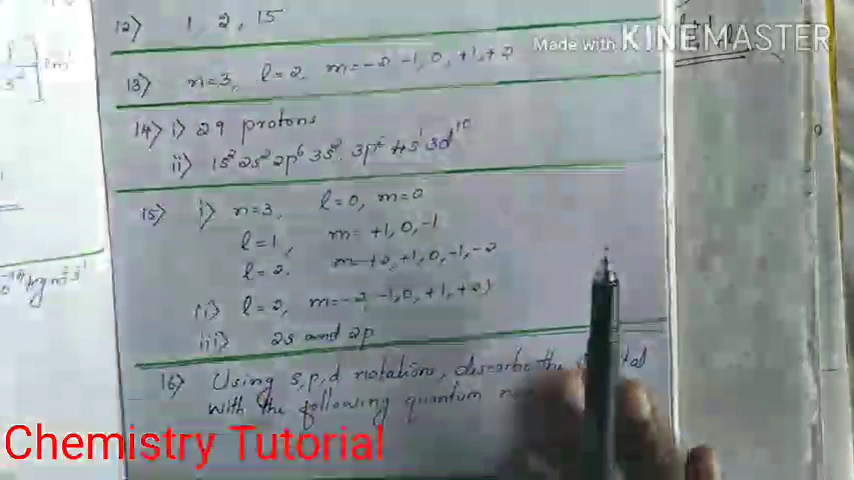 12) 1, 2, 15
Made with KINEMASTER
13) n=3, l=2, m=-2 -1, 0, +1, +2
14) i) 29 protons
ii) 1s² 2s² 2p⁶ 3s² 3p⁶ 4s¹ 3d¹⁰
15) i) n=3, l=0, m=0
l=1, m= +1, 0, -1
l=2. m=+2, +1, 0, -1, -2
ii) l=2, m=-2, -1, 0, +1, +2)
iii) 2s and 2p
16) Using s, p, d notations, describe the
with the following quantum
Chemistry Tutorial